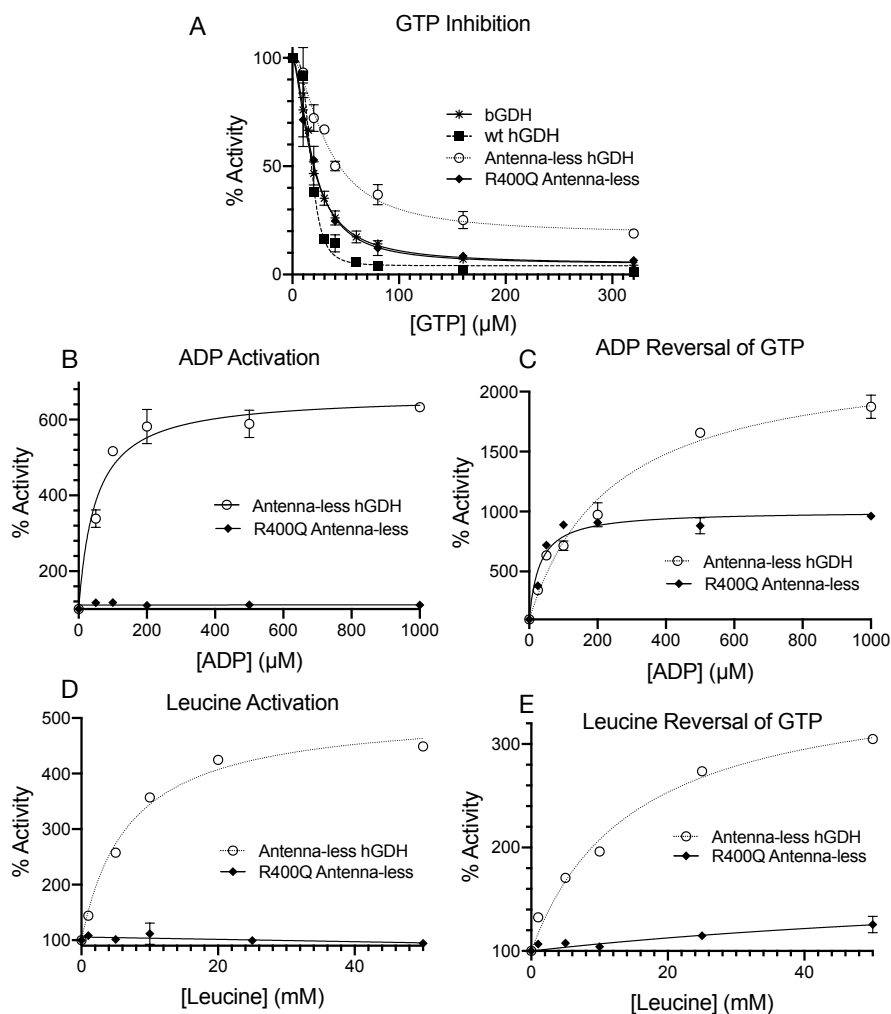 A
GTP Inhibition
100
50
0
% Activity
bGDH
wt hGDH
Antenna-less hGDH
R400Q Antenna-less
0 100 200 300
[GTP] (µM)
B
ADP Activation
600
400
200
% Activity
Antenna-less hGDH
R400Q Antenna-less
0 200 400 600 800 1000
[ADP] (µM)
C
ADP Reversal of GTP
2000
1500
1000
500
% Activity
Antenna-less hGDH
R400Q Antenna-less
0 200 400 600 800 1000
[ADP] (µM)
D
Leucine Activation
500
400
300
200
100
% Activity
Antenna-less hGDH
R400Q Antenna-less
0 20 40
[Leucine] (mM)
E
Leucine Reversal of GTP
300
200
100
% Activity
Antenna-less hGDH
R400Q Antenna-less
0 20 40
[Leucine] (mM)